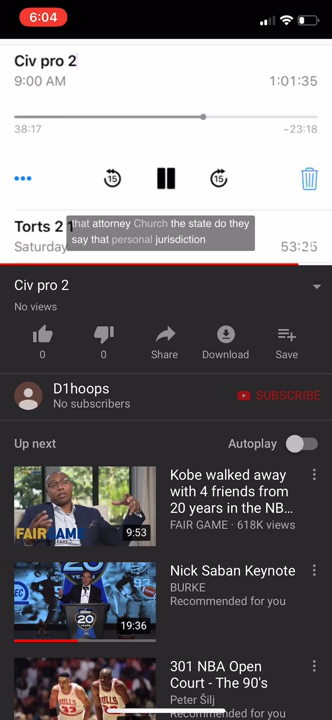 6:04
Civ pro 2
9:00 AM 1:01:35
38:17 −23:18
15 15
Torts 2 1
Saturday 53:25
that attorney Church the state do they
say that personal jurisdiction
Civ pro 2
No views
0 0 Share Download Save
D1hoops
No subscribers
SUBSCRIBE
Up next Autoplay
Kobe walked away
with 4 friends from
20 years in the NB...
FAIR GAME · 618K views
FAIR GAME
9:53
Nick Saban Keynote
BURKE
Recommended for you
20
19:36
301 NBA Open
Court - The 90's
Peter Šilj
Recommended for you
33